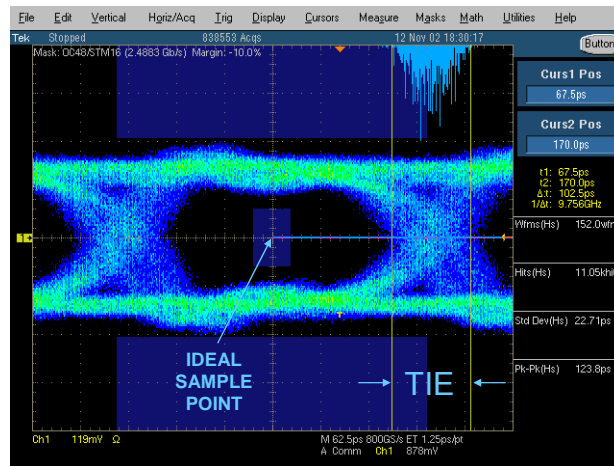 File Edit Vertical Horiz/Acq Trig Display Cursors Measure Masks Math Utilities Help
Tek Stopped 838553 Acqs 12 Nov 02 18:30:17
Button
Mask: OC48/STM16 (2.4883 Gb/s) Margin: -10.0%
Curs1 Pos
67.5ps
Curs2 Pos
170.0ps
t1: 67.5ps
t2: 170.0ps
Δt: 102.5ps
1/Δt: 9.756GHz
Wfms(Hs) 152.0wfm
Hits(Hs) 11.05khit
Std Dev(Hs) 22.71ps
Pk-Pk(Hs) 123.8ps
1
IDEAL
SAMPLE
POINT
TIE
Ch1 119mV Ω M 62.5ps 800GS/s ET 1.25ps/pt
A Comm Ch1 878mV